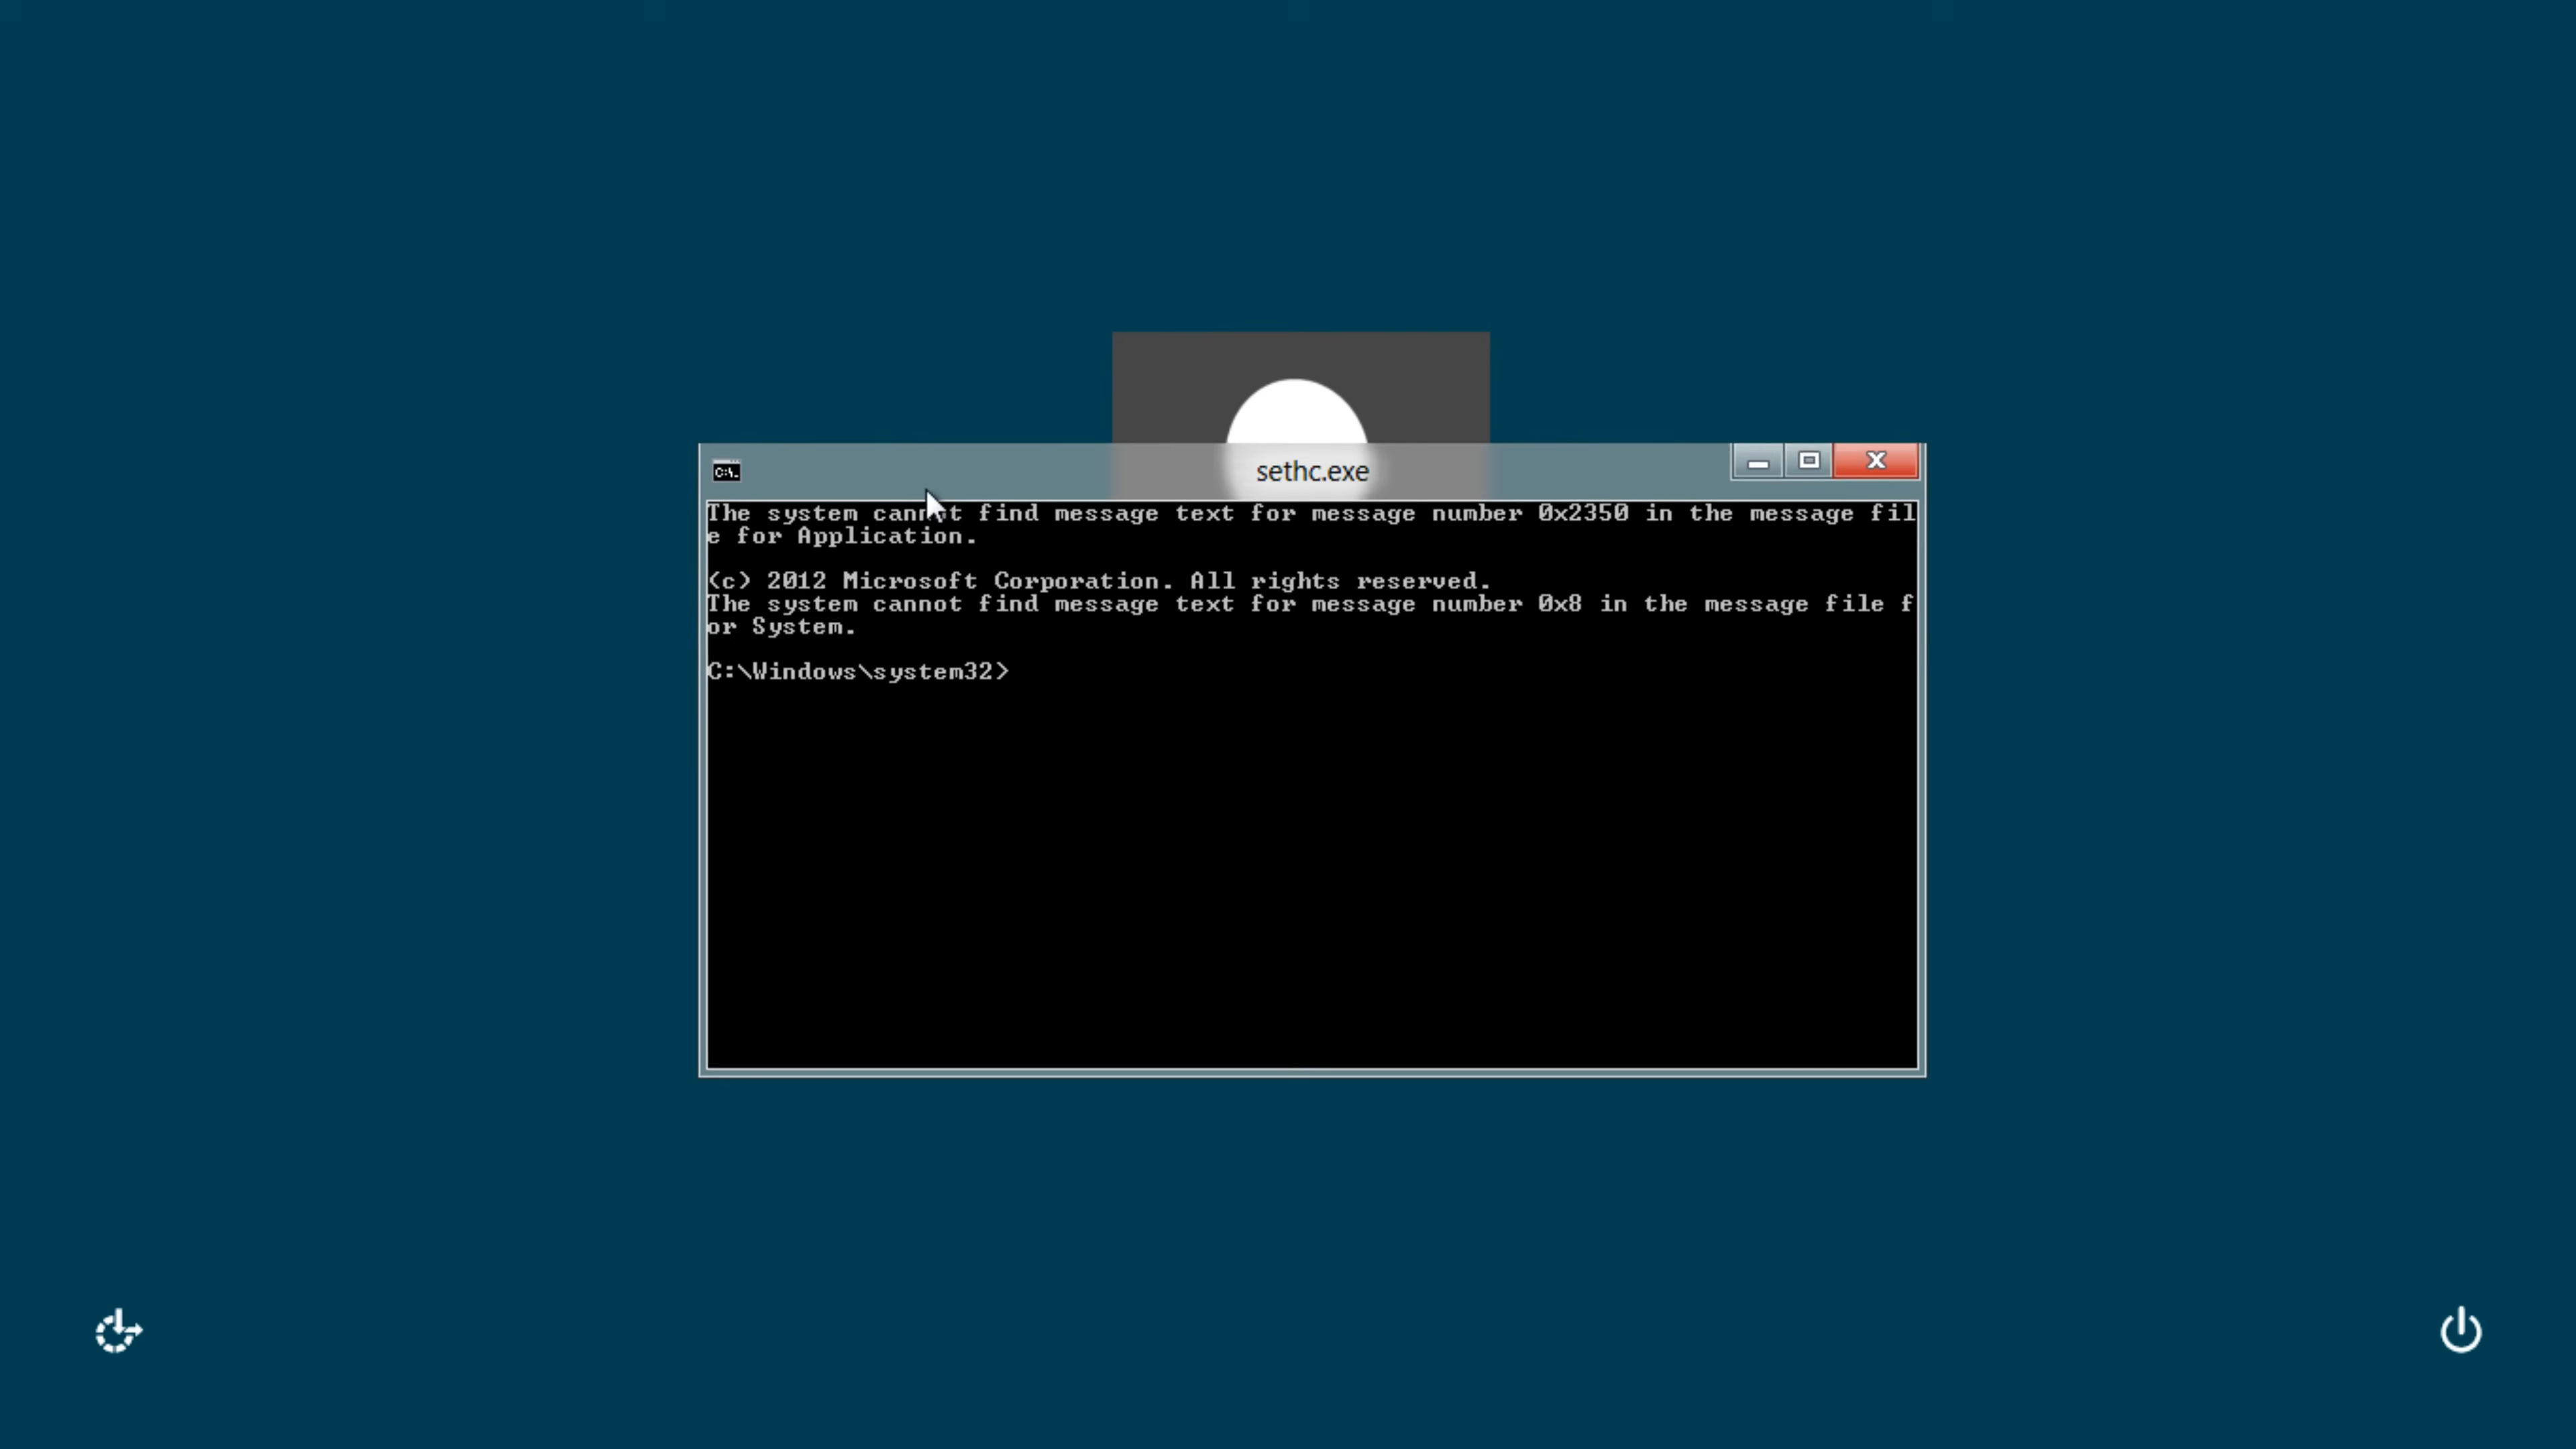 sethc.exe
The system cannot find message text for message number 0x2350 in the message fil
e for Application.
(c) 2012 Microsoft Corporation. All rights reserved.
The system cannot find message text for message number 0x8 in the message file f
or System.
C:\Windows\system32>